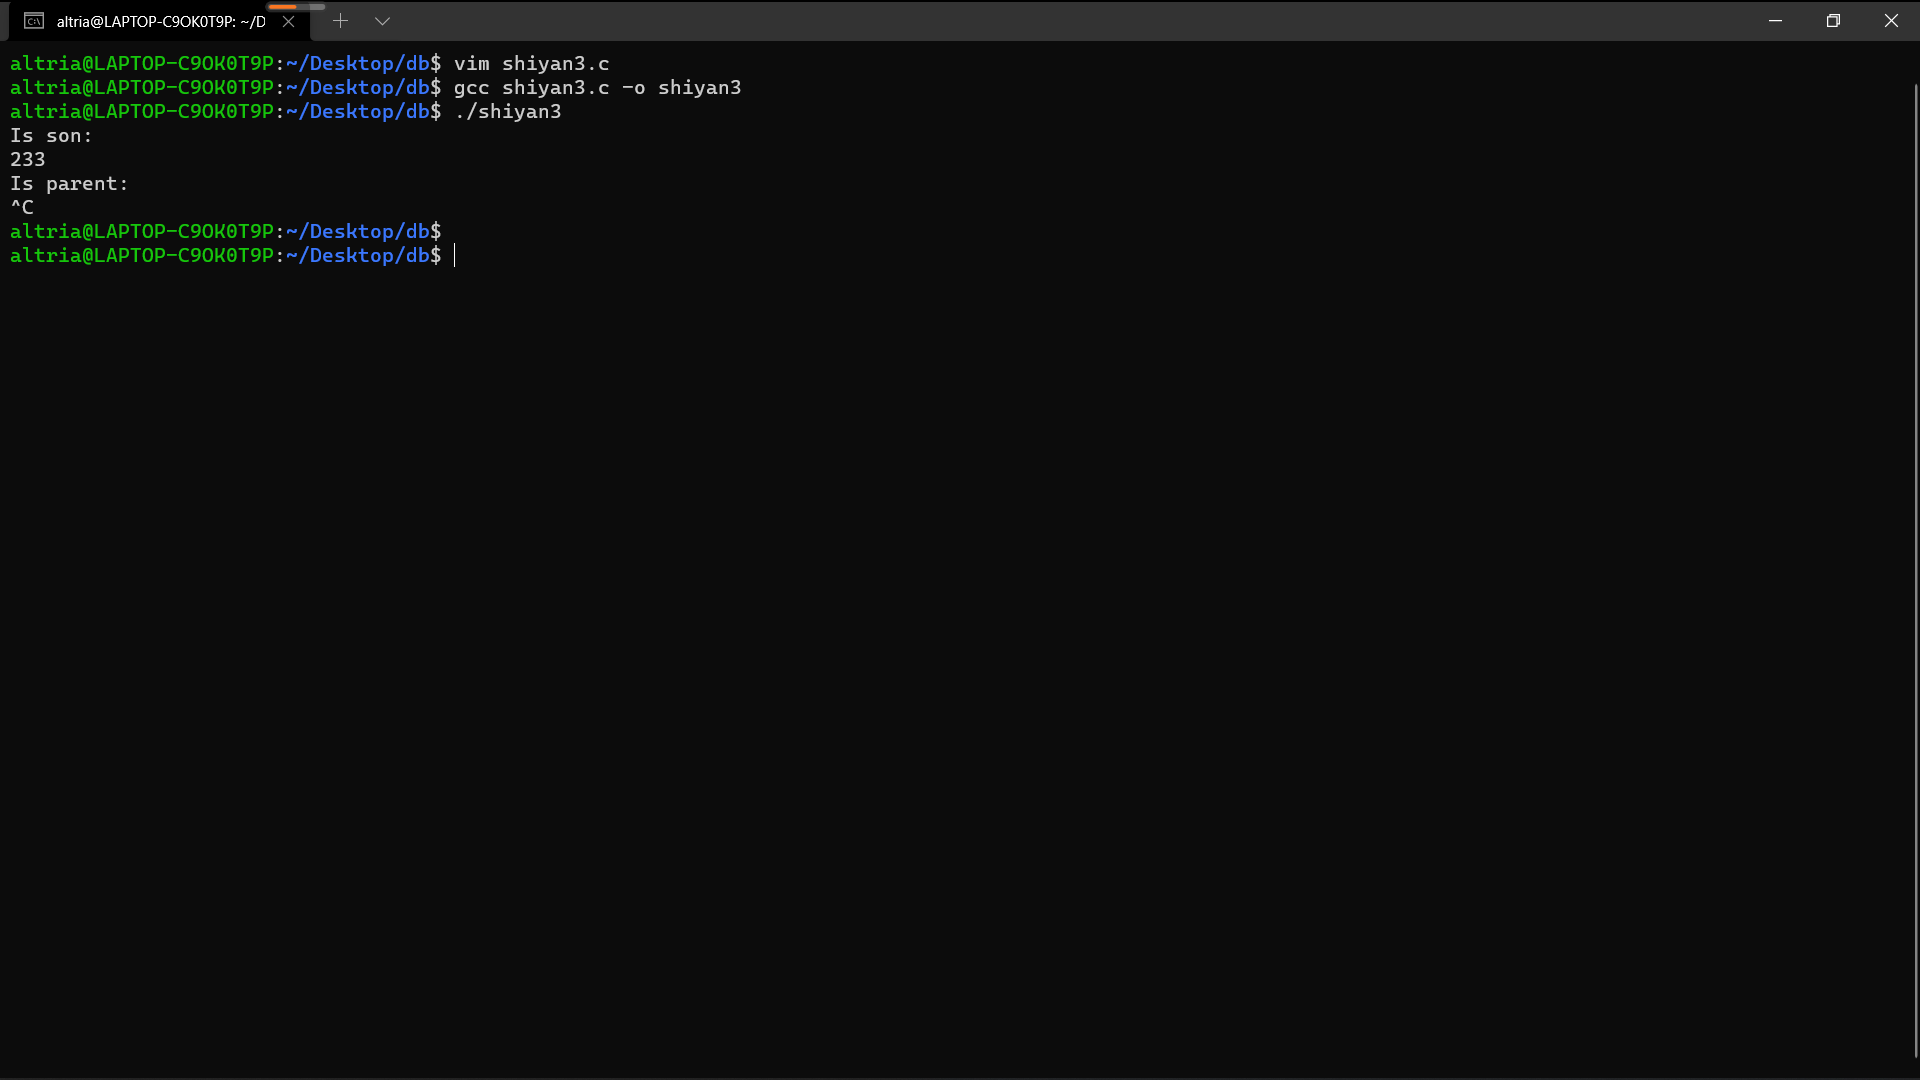 altria@LAPTOP-C9OK0T9P: ~/D
altria@LAPTOP-C9OK0T9P:~/Desktop/db$ vim shiyan3.c
altria@LAPTOP-C9OK0T9P:~/Desktop/db$ gcc shiyan3.c -o shiyan3
altria@LAPTOP-C9OK0T9P:~/Desktop/db$ ./shiyan3
Is son:
233
Is parent:
^C
altria@LAPTOP-C9OK0T9P:~/Desktop/db$
altria@LAPTOP-C9OK0T9P:~/Desktop/db$